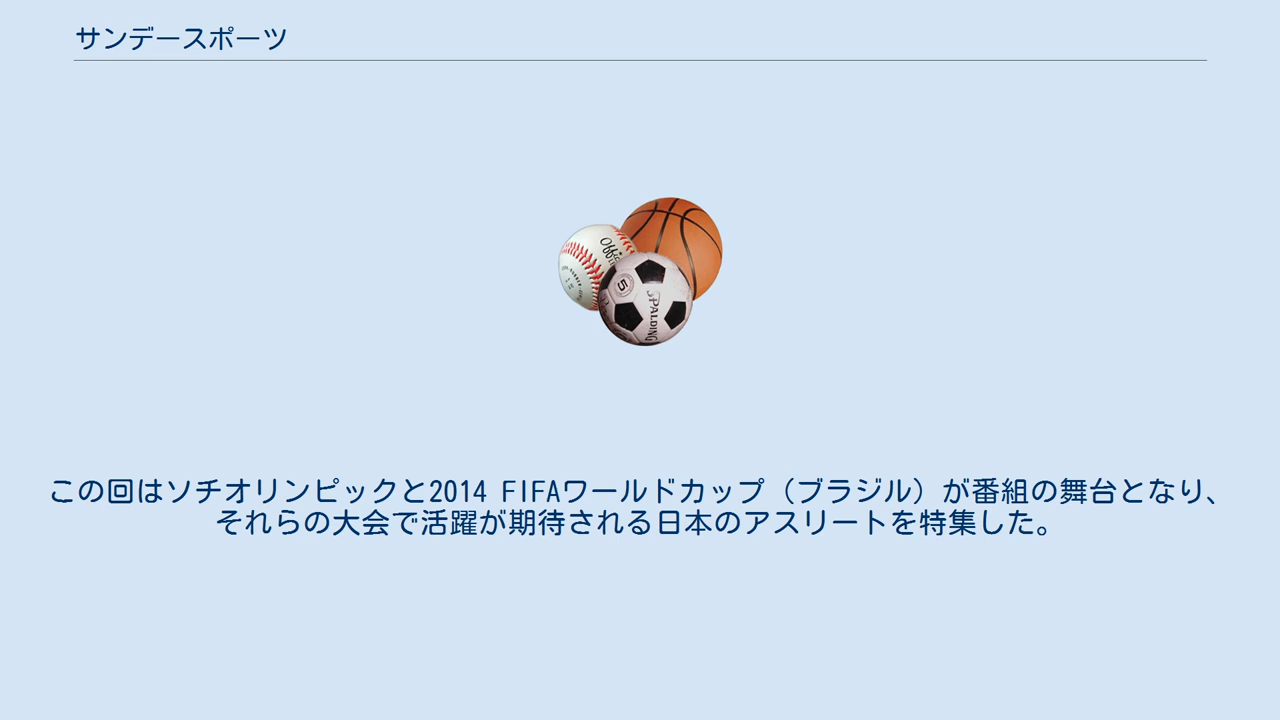 サンデースポーツ
Offic
5
SPALDING
この回はソチオリンピックと2014 FIFAワールドカップ（ブラジル）が番組の舞台となり、
それらの大会で活躍が期待される日本のアスリートを特集した。